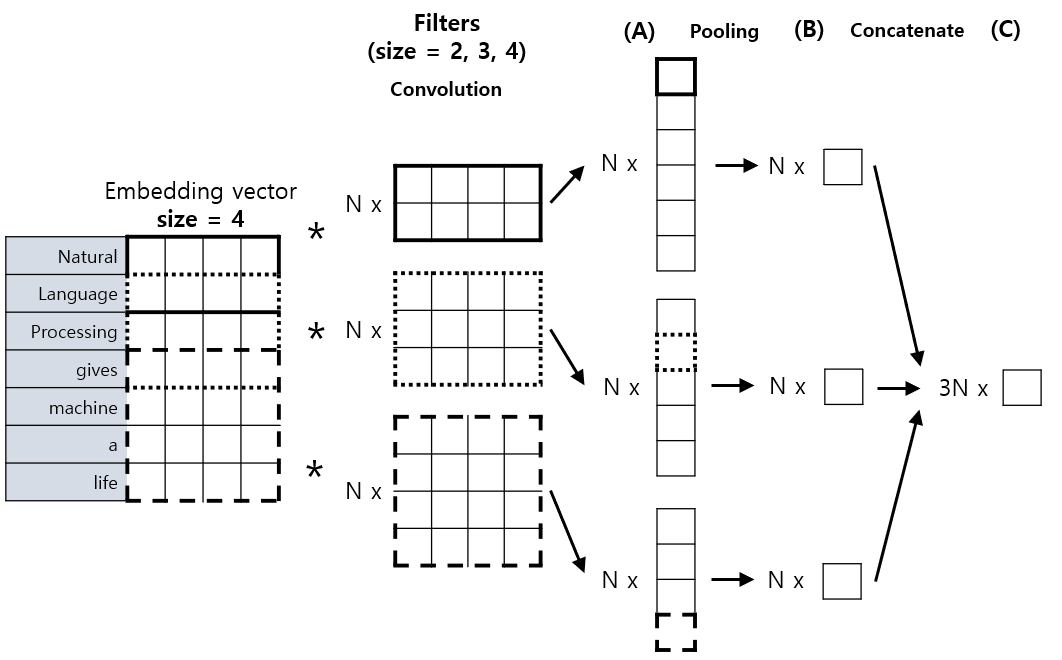 Filters
(size = 2, 3, 4)
Convolution
(A) Pooling (B) Concatenate (C)
Embedding vector
size = 4
Natural
Language
Processing
gives
machine
a
life
* N x
* N x
* N x
N x
N x
N x
N x
N x
N x
3N x